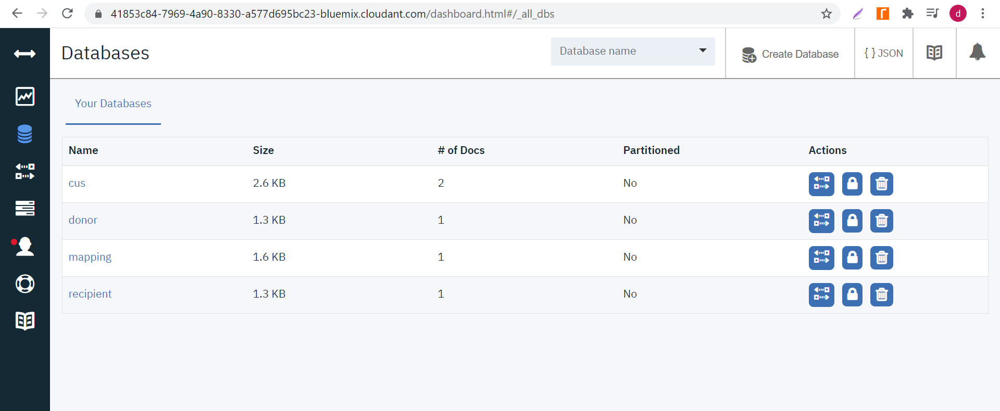 41853c84-7969-4a90-8330-a577d695bc23-bluemix.cloudant.com/dashboard.html#/_all_dbs
d
Databases
Database name
Create Database
{ } JSON
Your Databases
Name Size # of Docs Partitioned Actions
cus 2.6 KB 2 No
donor 1.3 KB 1 No
mapping 1.6 KB 1 No
recipient 1.3 KB 1 No